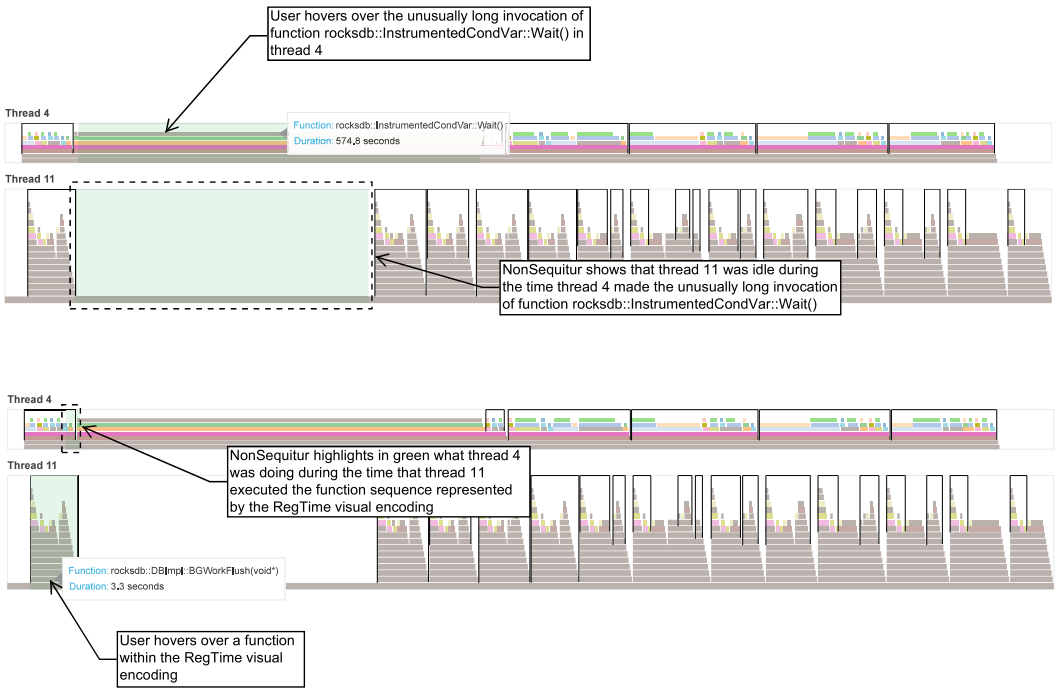 User hovers over the unusually long invocation of
function rocksdb::InstrumentedCondVar::Wait() in
thread 4
Thread 4
Function: rocksdb::InstrumentedCondVar::Wait()
Duration: 574.8 seconds
Thread 11
NonSequitur shows that thread 11 was idle during
the time thread 4 made the unusually long invocation
of function rocksdb::InstrumentedCondVar::Wait()
Thread 4
NonSequitur highlights in green what thread 4
was doing during the time that thread 11
executed the function sequence represented
by the RegTime visual encoding
Thread 11
Function: rocksdb::DBImpl::BGWorkFlush(void*)
Duration: 3.3 seconds
User hovers over a function
within the RegTime visual
encoding